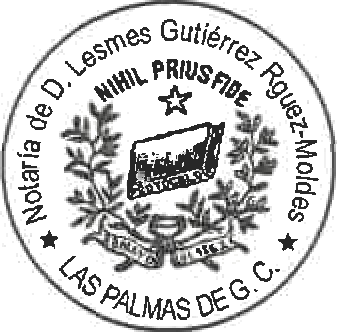 Notaría de D. Lesmes Gutiérrez Rguez-Moldes
NIHIL PRIUS FIDE
LAS PALMAS DE G. C.